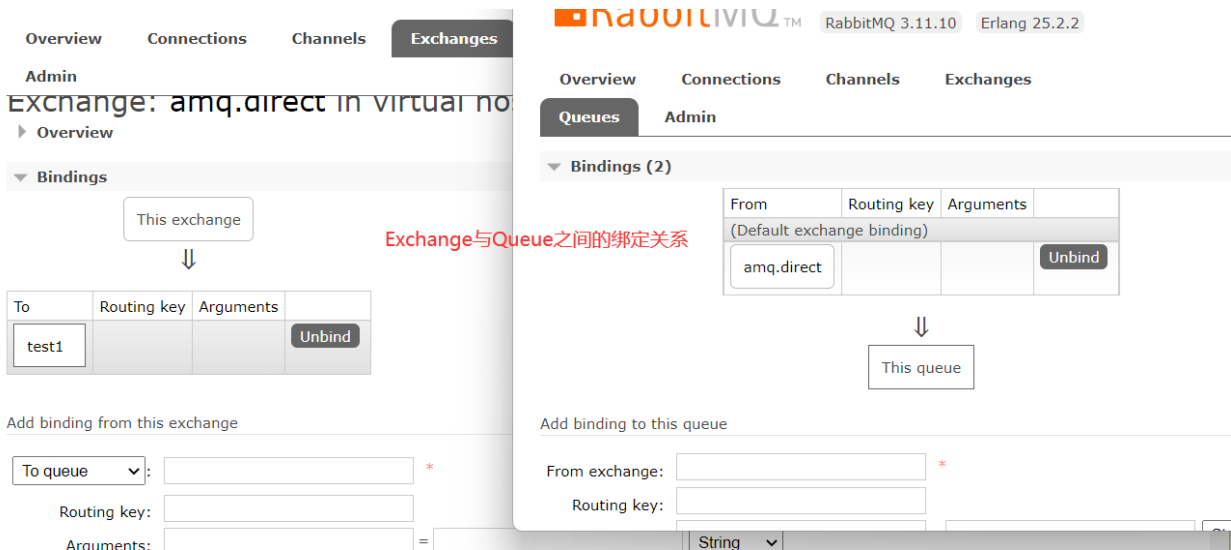 Overview Connections Channels Exchanges
Admin
Exchange: amq.direct in virtual ho
Overview
Bindings
This exchange
⇓
To Routing key Arguments
test1 Unbind
Add binding from this exchange
To queue : *
Routing key:
Arguments: =
Exchange与Queue之间的绑定关系
RabbitMQ TM RabbitMQ 3.11.10 Erlang 25.2.2
Overview Connections Channels Exchanges
Queues Admin
Bindings (2)
From Routing key Arguments
(Default exchange binding)
amq.direct Unbind
⇓
This queue
Add binding to this queue
From exchange: *
Routing key:
String